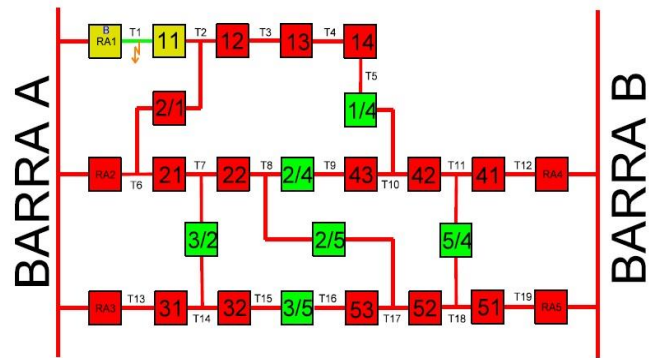 BARRA A
BARRA B
B
RA1 T1 11 T2 12 T3 13 T4 14
T5
2/1 1/4
RA2 T6 21 T7 22 T8 2/4 T9 43 T10 42 T11 41 T12 RA4
3/2 2/5 5/4
RA3 T13 31 T14 32 T15 3/5 T16 53 T17 52 T18 51 T19 RA5